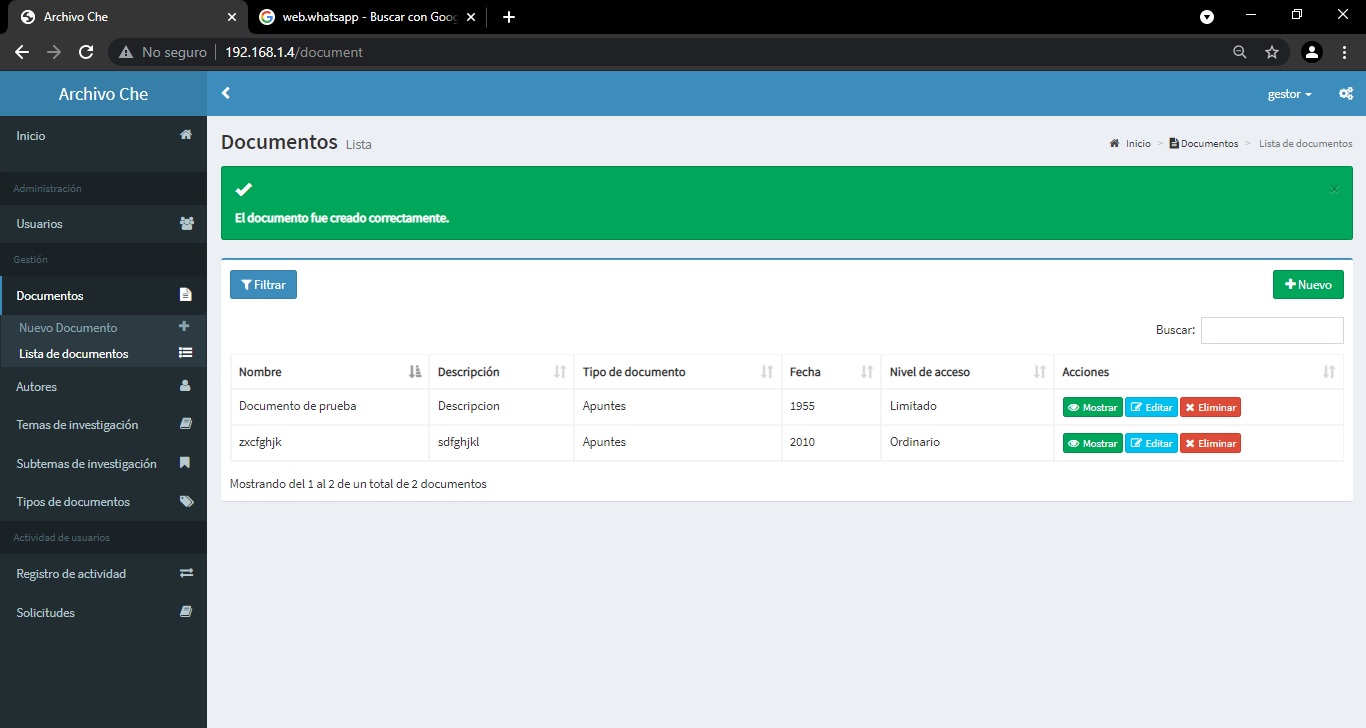 Archivo Che
web.whatsapp - Buscar con Goog
No seguro 192.168.1.4/document
Archivo Che
gestor
Inicio
Administración
Usuarios
Gestión
Documentos
Nuevo Documento
Lista de documentos
Autores
Temas de investigación
Subtemas de investigación
Tipos de documentos
Actividad de usuarios
Registro de actividad
Solicitudes
Documentos Lista
Inicio > Documentos > Lista de documentos
×
El documento fue creado correctamente.
Filtrar
Nuevo
Buscar:
Nombre Descripción Tipo de documento Fecha Nivel de acceso Acciones
Documento de prueba Descripcion Apuntes 1955 Limitado Mostrar Editar Eliminar
zxcfghjk sdfghjkl Apuntes 2010 Ordinario Mostrar Editar Eliminar
Mostrando del 1 al 2 de un total de 2 documentos